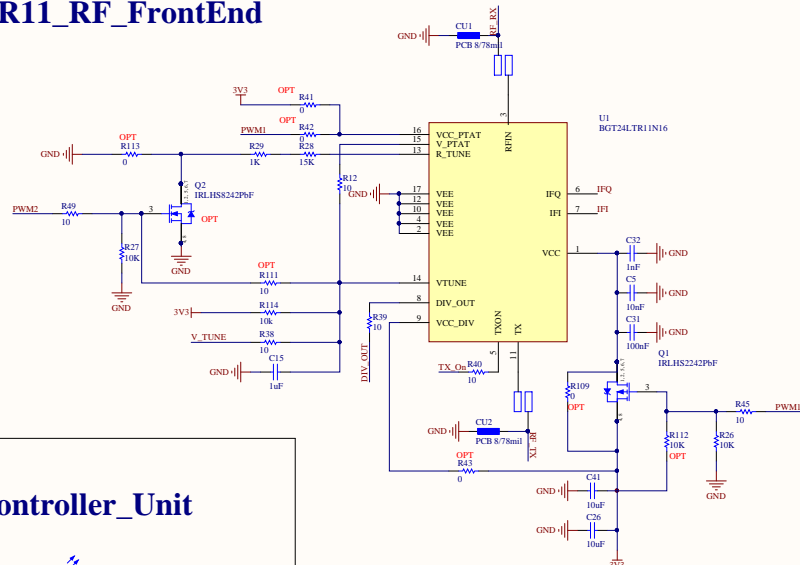 R11_RF_FrontEnd
CU1
GND
PCB 8/78mil
RF_RX
3V3
OPT
R41
0
OPT
PWM1
R42
0
OPT
GND
R113
0
R29
1K
R28
15K
R12
10
GND
16
VCC_PTAT
15
V_PTAT
13
R_TUNE
3
RFIN
U1
BGT24LTR11N16
17
VEE
12
VEE
10
VEE
4
VEE
2
VEE
IFQ
6
IFQ
IFI
7
IFI
VCC
1
14
VTUNE
8
DIV_OUT
9
VCC_DIV
TXON
5
TX
11
Q2
IRLHS8242PbF
OPT
3
PWM2
R49
10
R27
10K
GND
GND
OPT
R111
10
3V3
R114
10k
V_TUNE
R38
10
GND
C15
1uF
R39
10
DIV_OUT
TX_On
R40
10
C32
1nF
GND
C5
10nF
GND
C31
100nF
GND
Q1
IRLHS2242PbF
3
R109
0
OPT
R45
10
PWM1
R112
10K
OPT
R26
10K
GND
GND
CU2
PCB 8/78mil
RF_TX
OPT
R43
0
GND
C41
10uF
GND
C26
10uF
3V3
ontroller_Unit